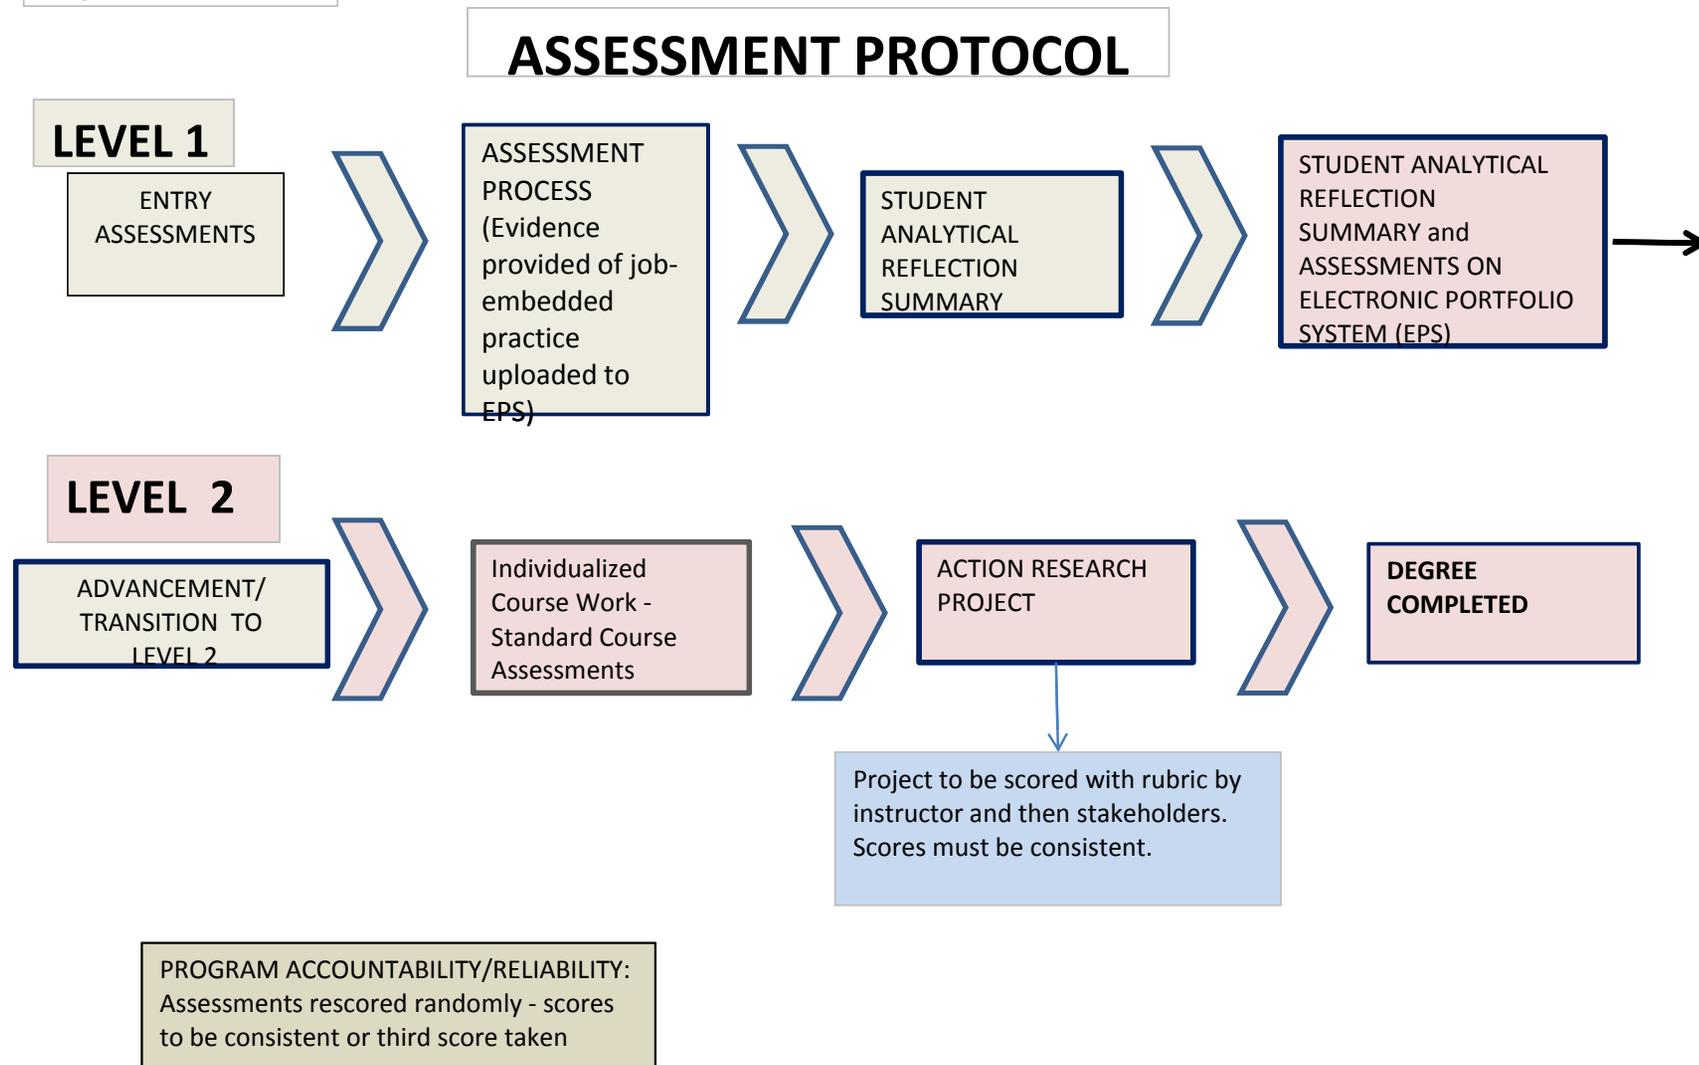 ASSESSMENT PROTOCOL
LEVEL 1
ENTRY
ASSESSMENTS
ASSESSMENT
PROCESS
(Evidence
provided of job-
embedded
practice
uploaded to
EPS)
STUDENT
ANALYTICAL
REFLECTION
SUMMARY
STUDENT ANALYTICAL
REFLECTION
SUMMARY and
ASSESSMENTS ON
ELECTRONIC PORTFOLIO
SYSTEM (EPS)
LEVEL 2
ADVANCEMENT/
TRANSITION TO
LEVEL 2
Individualized
Course Work -
Standard Course
Assessments
ACTION RESEARCH
PROJECT
DEGREE
COMPLETED
Project to be scored with rubric by
instructor and then stakeholders.
Scores must be consistent.
PROGRAM ACCOUNTABILITY/RELIABILITY:
Assessments rescored randomly - scores
to be consistent or third score taken